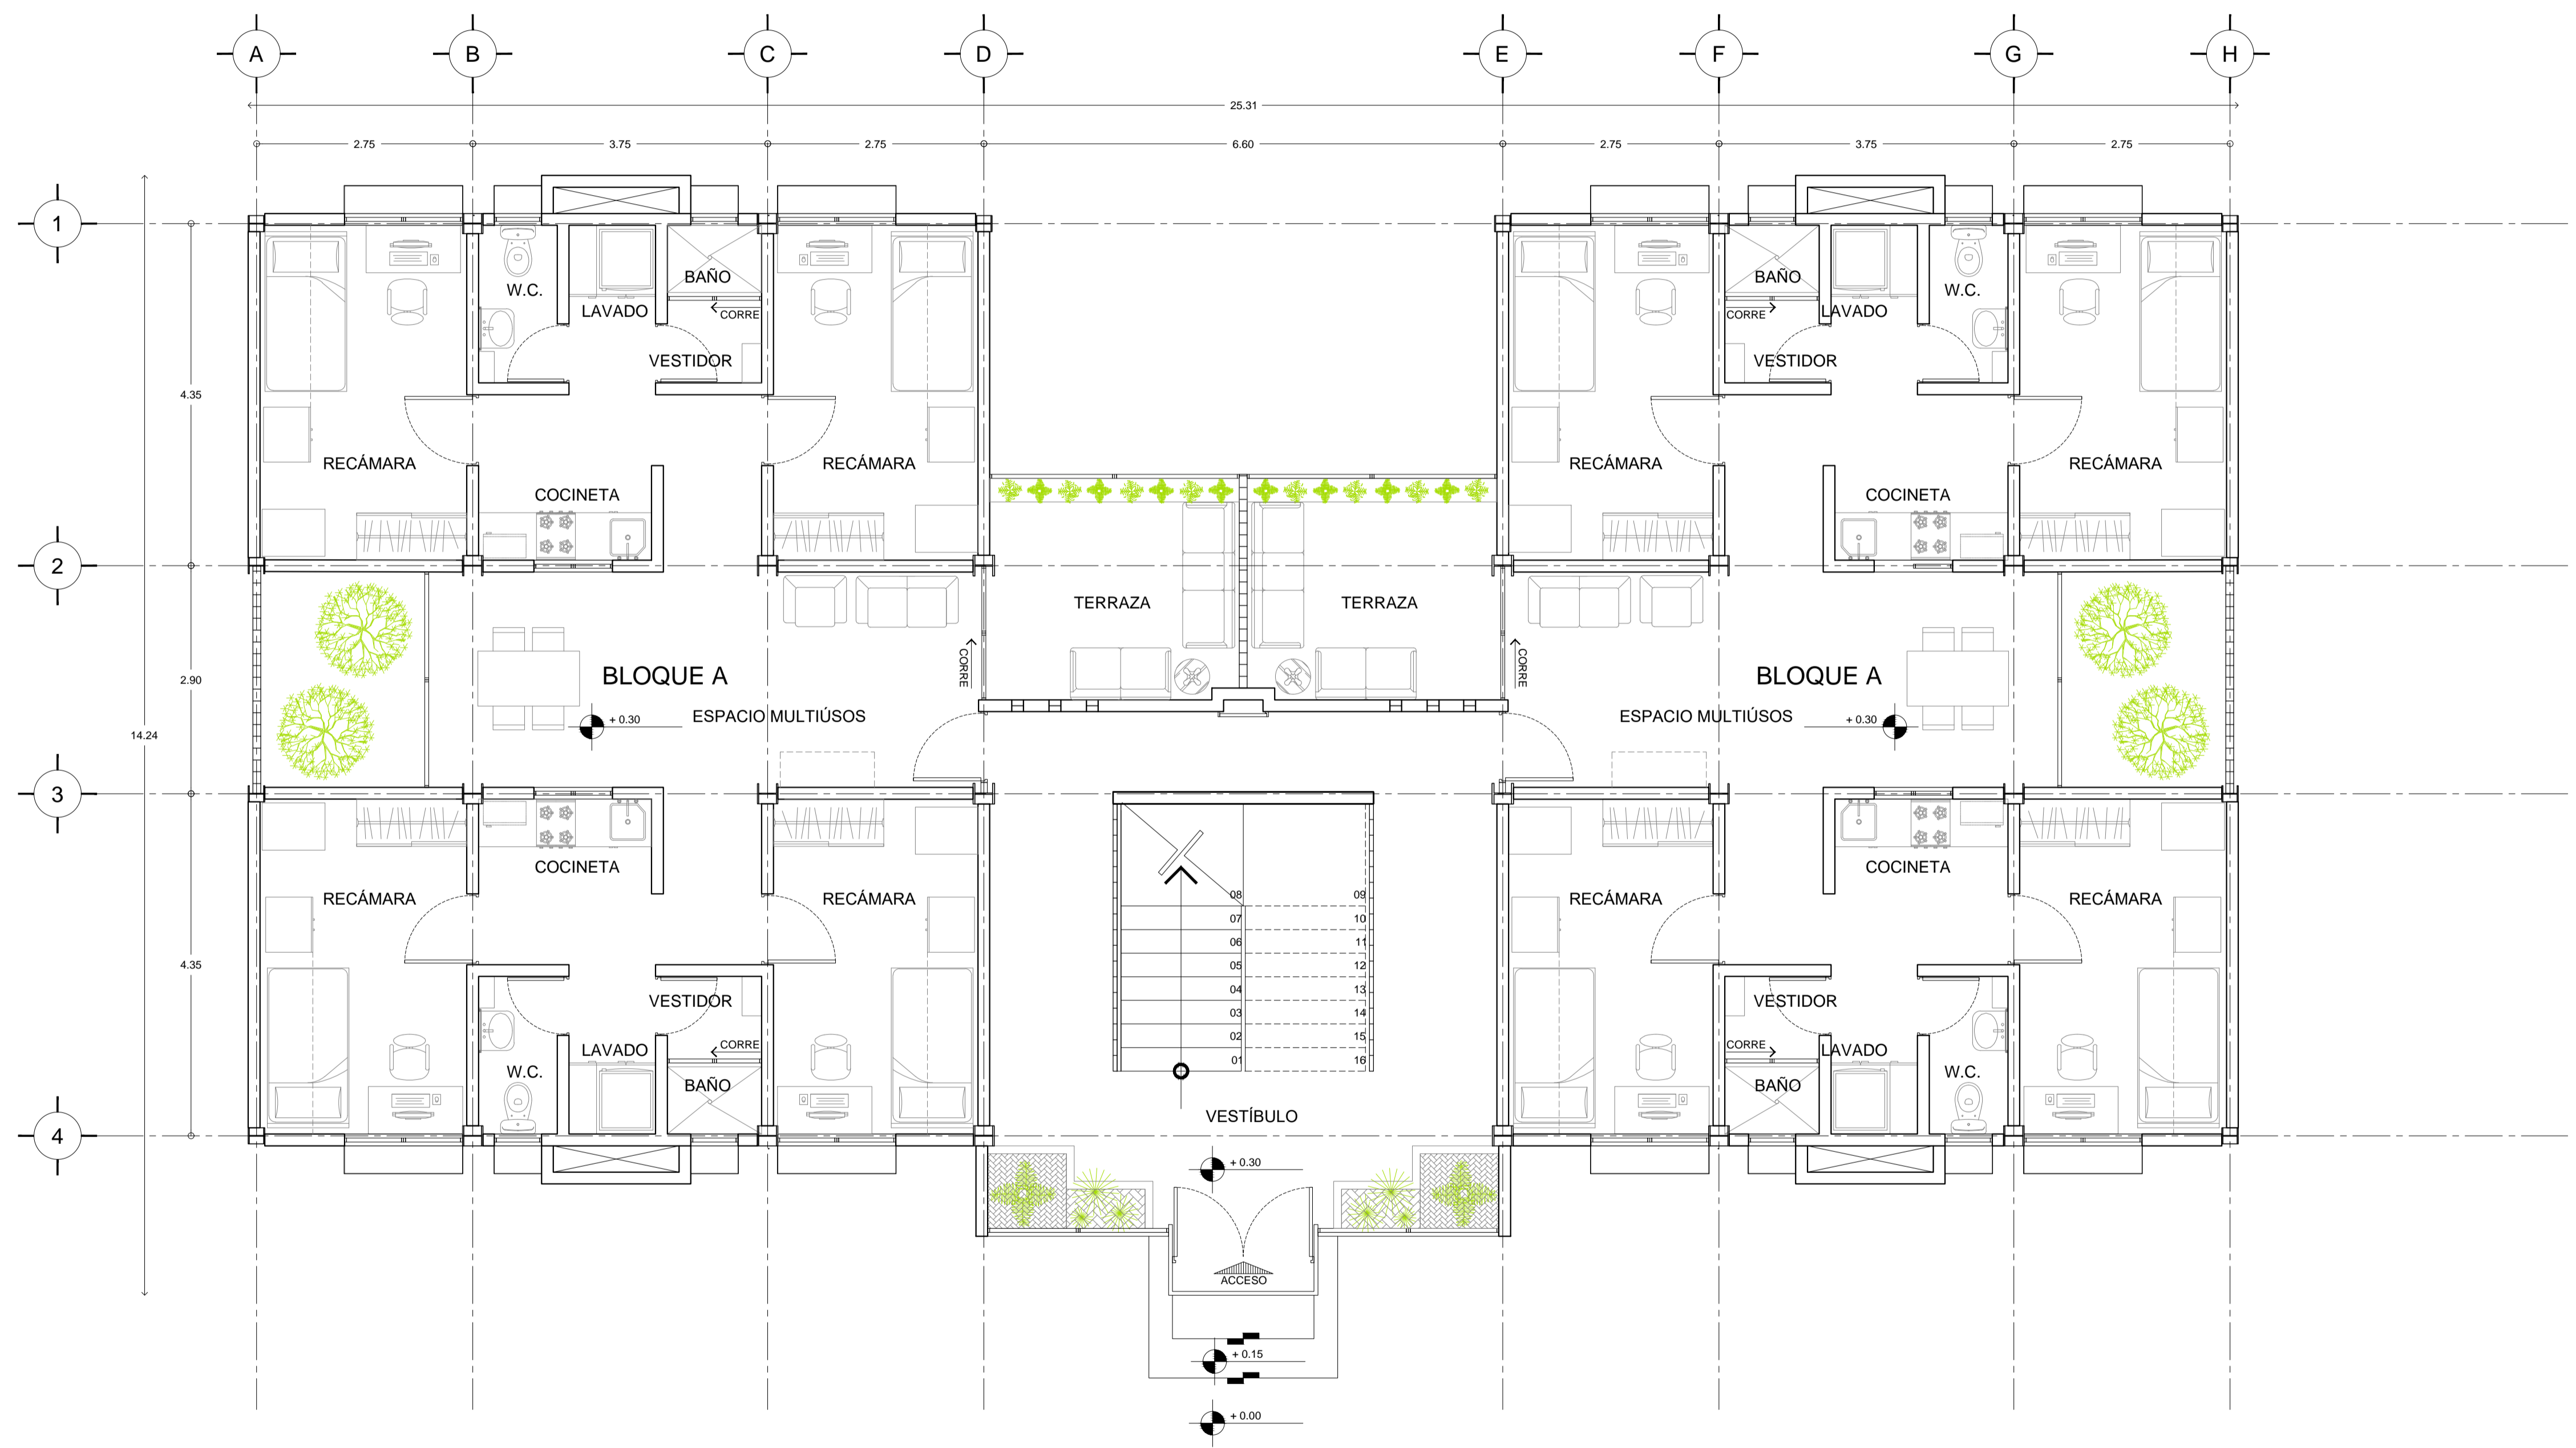 A B C D E F G H
25.31
2.75 3.75 2.75 6.60 2.75 3.75 2.75
1
BAÑO BAÑO
W.C. W.C.
LAVADO LAVADO
CORRE CORRE
VESTIDOR VESTIDOR
4.35
RECÁMARA RECÁMARA RECÁMARA RECÁMARA
COCINETA COCINETA
2
TERRAZA TERRAZA
CORRE CORRE
BLOQUE A BLOQUE A
2.90
+ 0.30 ESPACIO MULTIÚSOS ESPACIO MULTIÚSOS + 0.30
14.24
3
COCINETA COCINETA
RECÁMARA RECÁMARA RECÁMARA RECÁMARA
08 09
07 10
06 11
05 12
04 13
03 14
02 15
01 16
4.35
VESTIDOR VESTIDOR
CORRE CORRE
LAVADO LAVADO
W.C. W.C.
BAÑO BAÑO
VESTÍBULO
4
+ 0.30
ACCESO
+ 0.15
+ 0.00